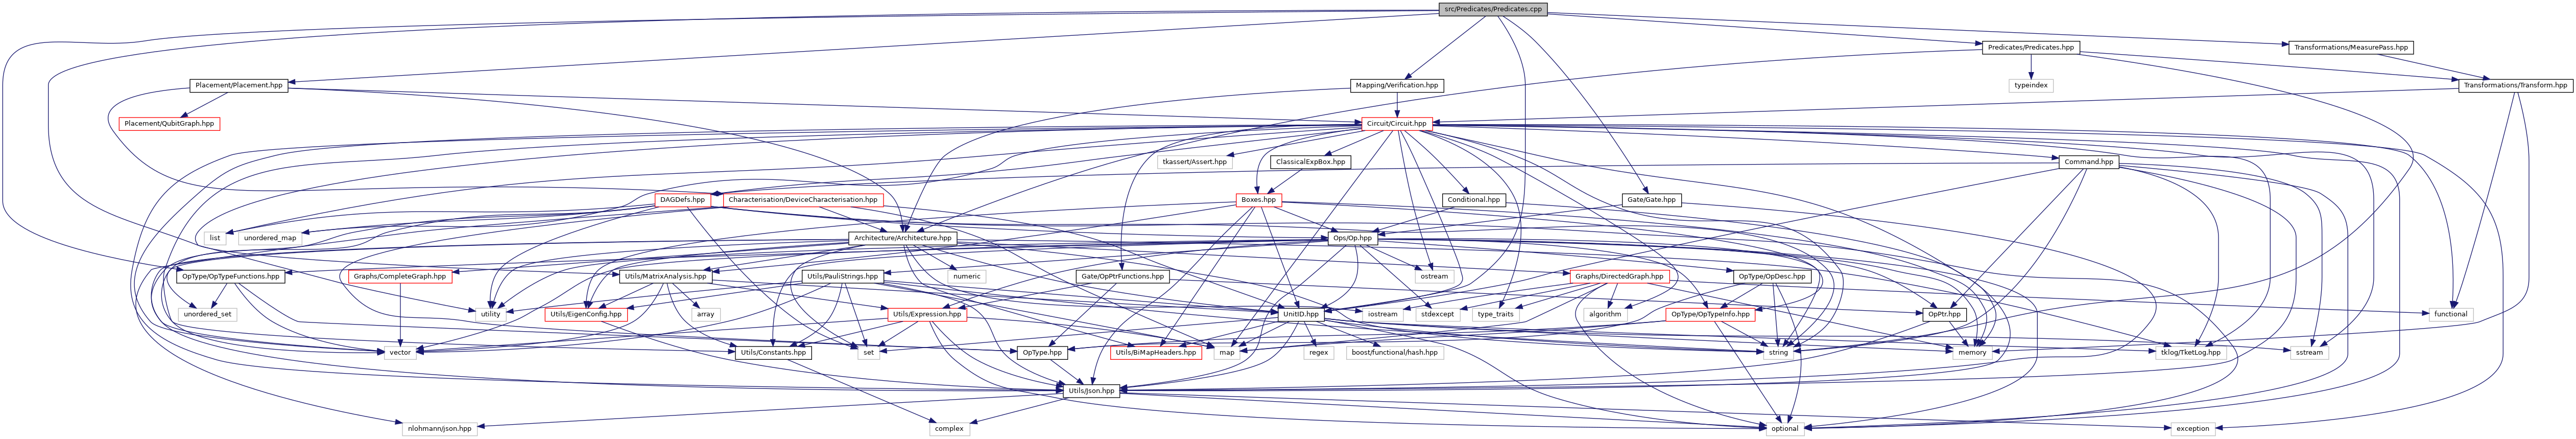 src/Predicates/Predicates.cpp
Predicates/Predicates.hpp
Transformations/MeasurePass.hpp
Placement/Placement.hpp
Mapping/Verification.hpp
typeindex
Transformations/Transform.hpp
Placement/QubitGraph.hpp
Circuit/Circuit.hpp
tkassert/Assert.hpp
ClassicalExpBox.hpp
Command.hpp
DAGDefs.hpp
Characterisation/DeviceCharacterisation.hpp
Boxes.hpp
Conditional.hpp
Gate/Gate.hpp
list
unordered_map
Architecture/Architecture.hpp
Ops/Op.hpp
OpType/OpTypeFunctions.hpp
Graphs/CompleteGraph.hpp
Utils/MatrixAnalysis.hpp
Utils/PauliStrings.hpp
numeric
Gate/OpPtrFunctions.hpp
ostream
Graphs/DirectedGraph.hpp
OpType/OpDesc.hpp
unordered_set
utility
Utils/EigenConfig.hpp
array
Utils/Expression.hpp
UnitID.hpp
iostream
stdexcept
type_traits
algorithm
OpType/OpTypeInfo.hpp
OpPtr.hpp
functional
vector
Utils/Constants.hpp
set
OpType.hpp
Utils/BiMapHeaders.hpp
map
regex
boost/functional/hash.hpp
string
memory
tklog/TketLog.hpp
sstream
Utils/Json.hpp
nlohmann/json.hpp
complex
optional
exception